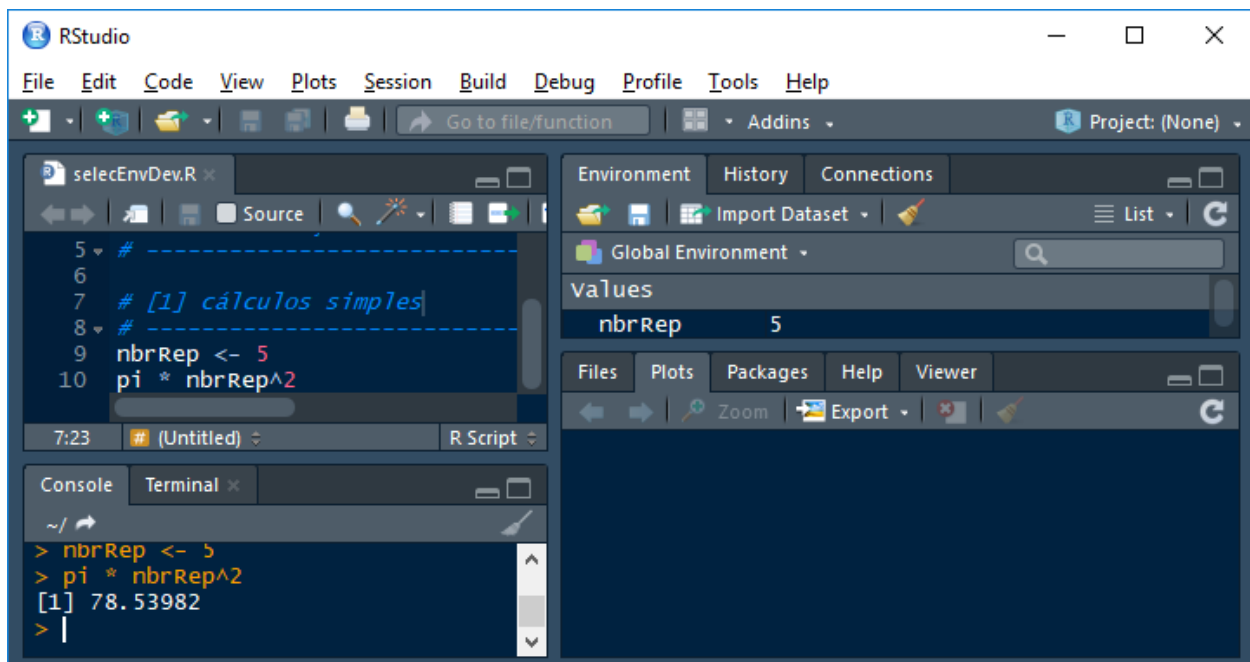 RStudio
File Edit Code View Plots Session Build Debug Profile Tools Help
Go to file/function Addins Project: (None)
selecEnvDev.R
Source
5 # ----------------------------
6
7 # [1] cálculos simples
8 # ----------------------------
9 nbrRep <- 5
10 pi * nbrRep^2
7:23 # (Untitled) R Script
Console Terminal
~/
> nbrRep <- 5
> pi * nbrRep^2
[1] 78.53982
>
Environment History Connections
Import Dataset List
Global Environment
Values
nbrRep 5
Files Plots Packages Help Viewer
Zoom Export